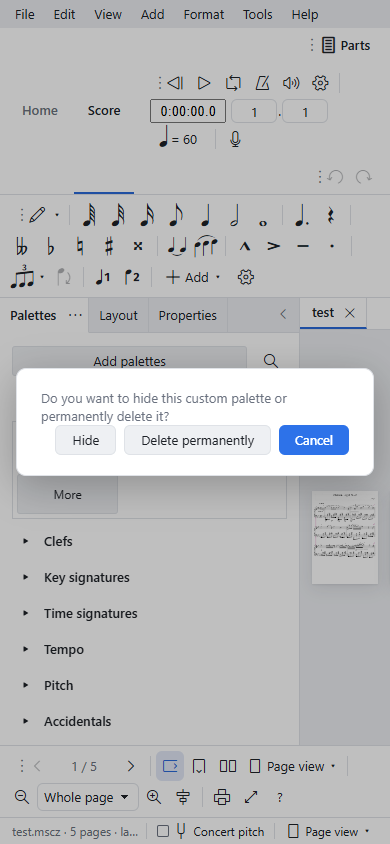 File Edit View Add Format Tools Help
Parts
Home Score 0:00:00.0 1 . 1
= 60
3
1 2 Add
Palettes ··· Layout Properties test
Add palettes
Do you want to hide this custom palette or
permanently delete it?
Hide Delete permanently Cancel
More
Clefs
Key signatures
Time signatures
Tempo
Pitch
Accidentals
1 / 5 Page view
Whole page ?
test.mscz · 5 pages · la... Concert pitch Page view